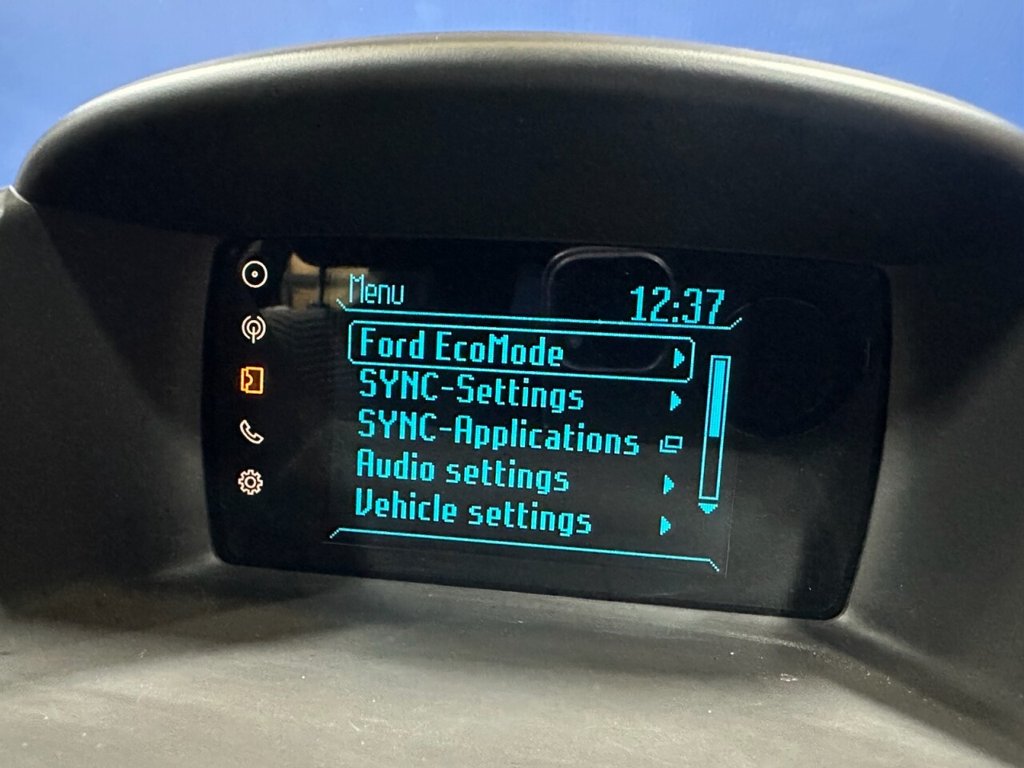 Menu
12:37
Ford EcoMode
SYNC-Settings
SYNC-Applications
Audio settings
Vehicle settings